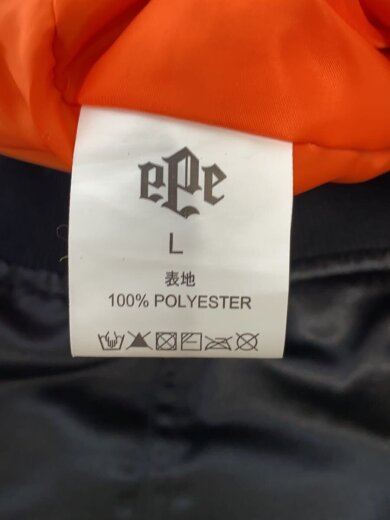 ePe
L
表地
100% POLYESTER